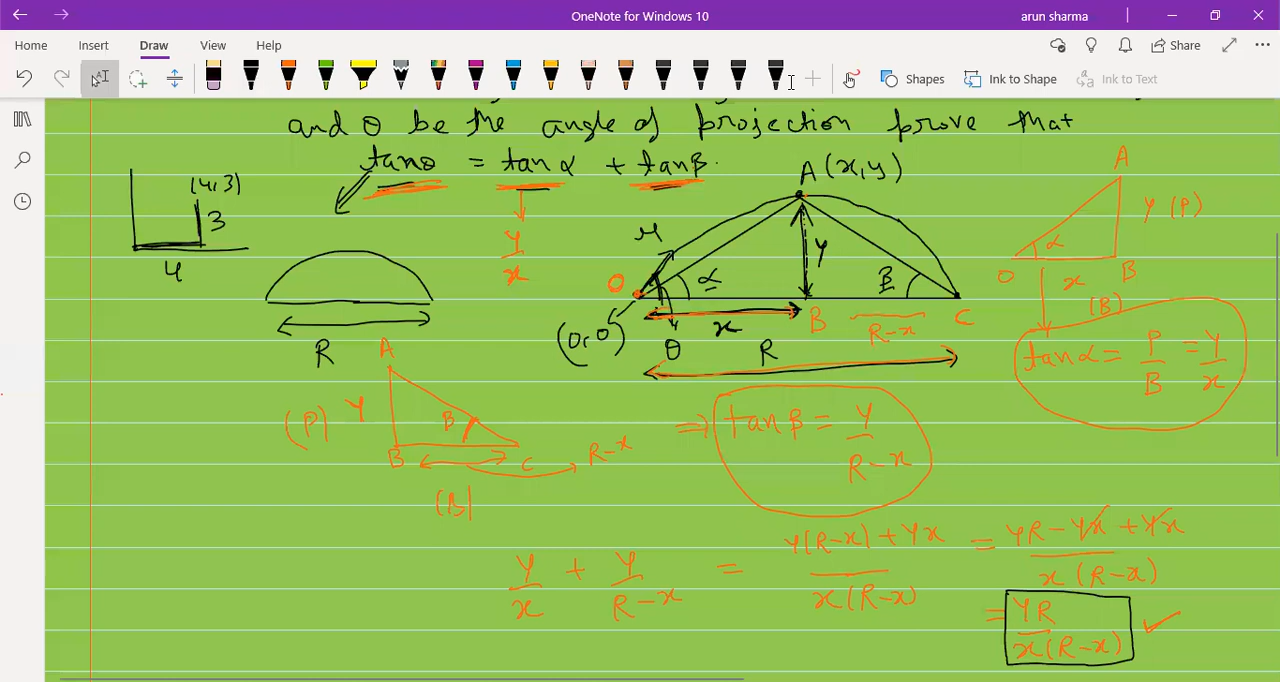 OneNote for Windows 10
arun sharma
Home Insert Draw View Help
Share
Shapes
Ink to Shape
Ink to Text
and θ be the angle of projection prove that
tanθ = tanα + tanβ.
A (x,y)
(4,3)
3
4
R
y
x
u
O
(0,0)
θ
α
y
β
x
B
R-x
C
R
A
y (P)
α
O
x
B
(B)
tanα = P/B = y/x
A
(P) y
B
B
C
R-x
(B)
⇒ tanβ = y/R-x
y/x + y/R-x = y(R-x)+yx/x(R-x) = yR-yx+yx/x(R-x)
= yR/x(R-x)